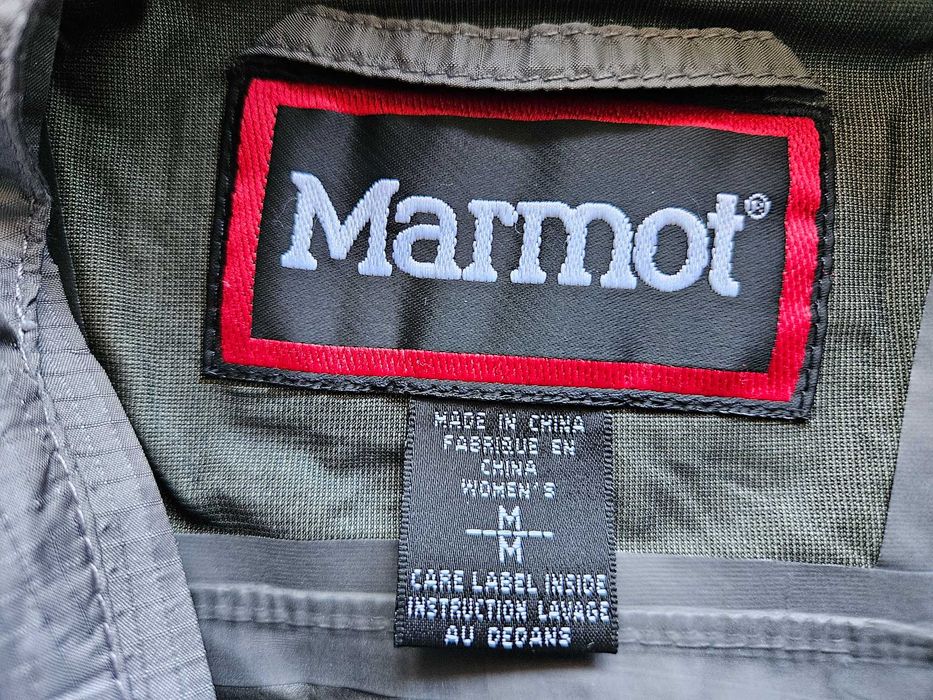 Marmot®
MADE IN CHINA
FABRIQUE EN
CHINA
WOMEN'S
M
M
CARE LABEL INSIDE
INSTRUCTION LAVAGE
AU DEDANS